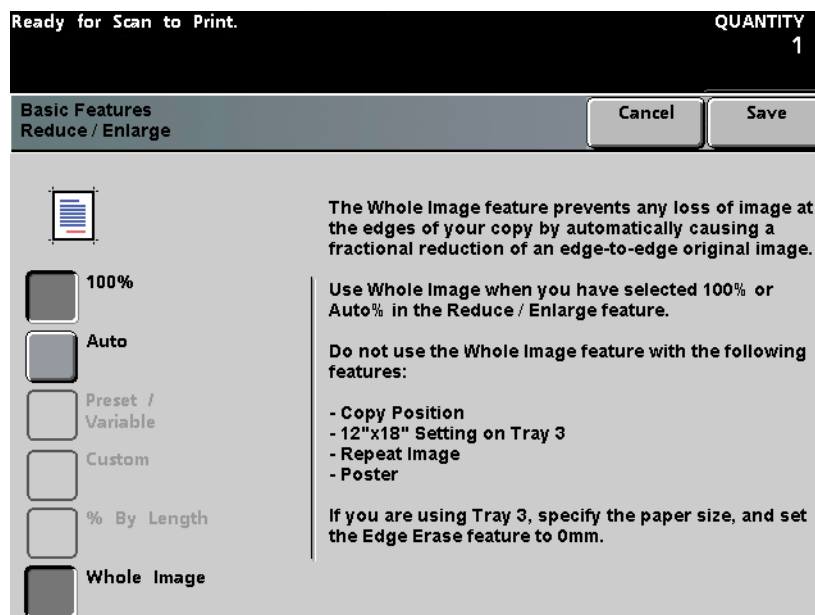 Ready for Scan to Print.
QUANTITY
1
Basic Features
Reduce / Enlarge
Cancel
Save
100%
Auto
Preset /
Variable
Custom
% By Length
Whole Image
The Whole Image feature prevents any loss of image at
the edges of your copy by automatically causing a
fractional reduction of an edge-to-edge original image.
Use Whole Image when you have selected 100% or
Auto% in the Reduce / Enlarge feature.
Do not use the Whole Image feature with the following
features:
- Copy Position
- 12"x18" Setting on Tray 3
- Repeat Image
- Poster
If you are using Tray 3, specify the paper size, and set
the Edge Erase feature to 0mm.